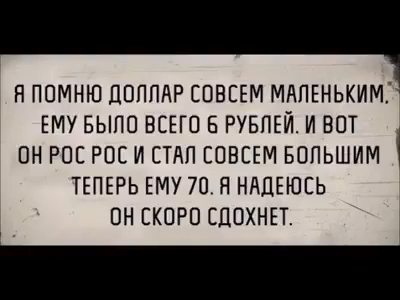 Я ПОМНЮ ДОЛЛАР СОВСЕМ МАЛЕНЬКИМ.
ЕМУ БЫЛО ВСЕГО 6 РУБЛЕЙ. И ВОТ
ОН РОС РОС И СТАЛ СОВСЕМ БОЛЬШИМ
ТЕПЕРЬ ЕМУ 70. Я НАДЕЮСЬ
ОН СКОРО СДОХНЕТ.